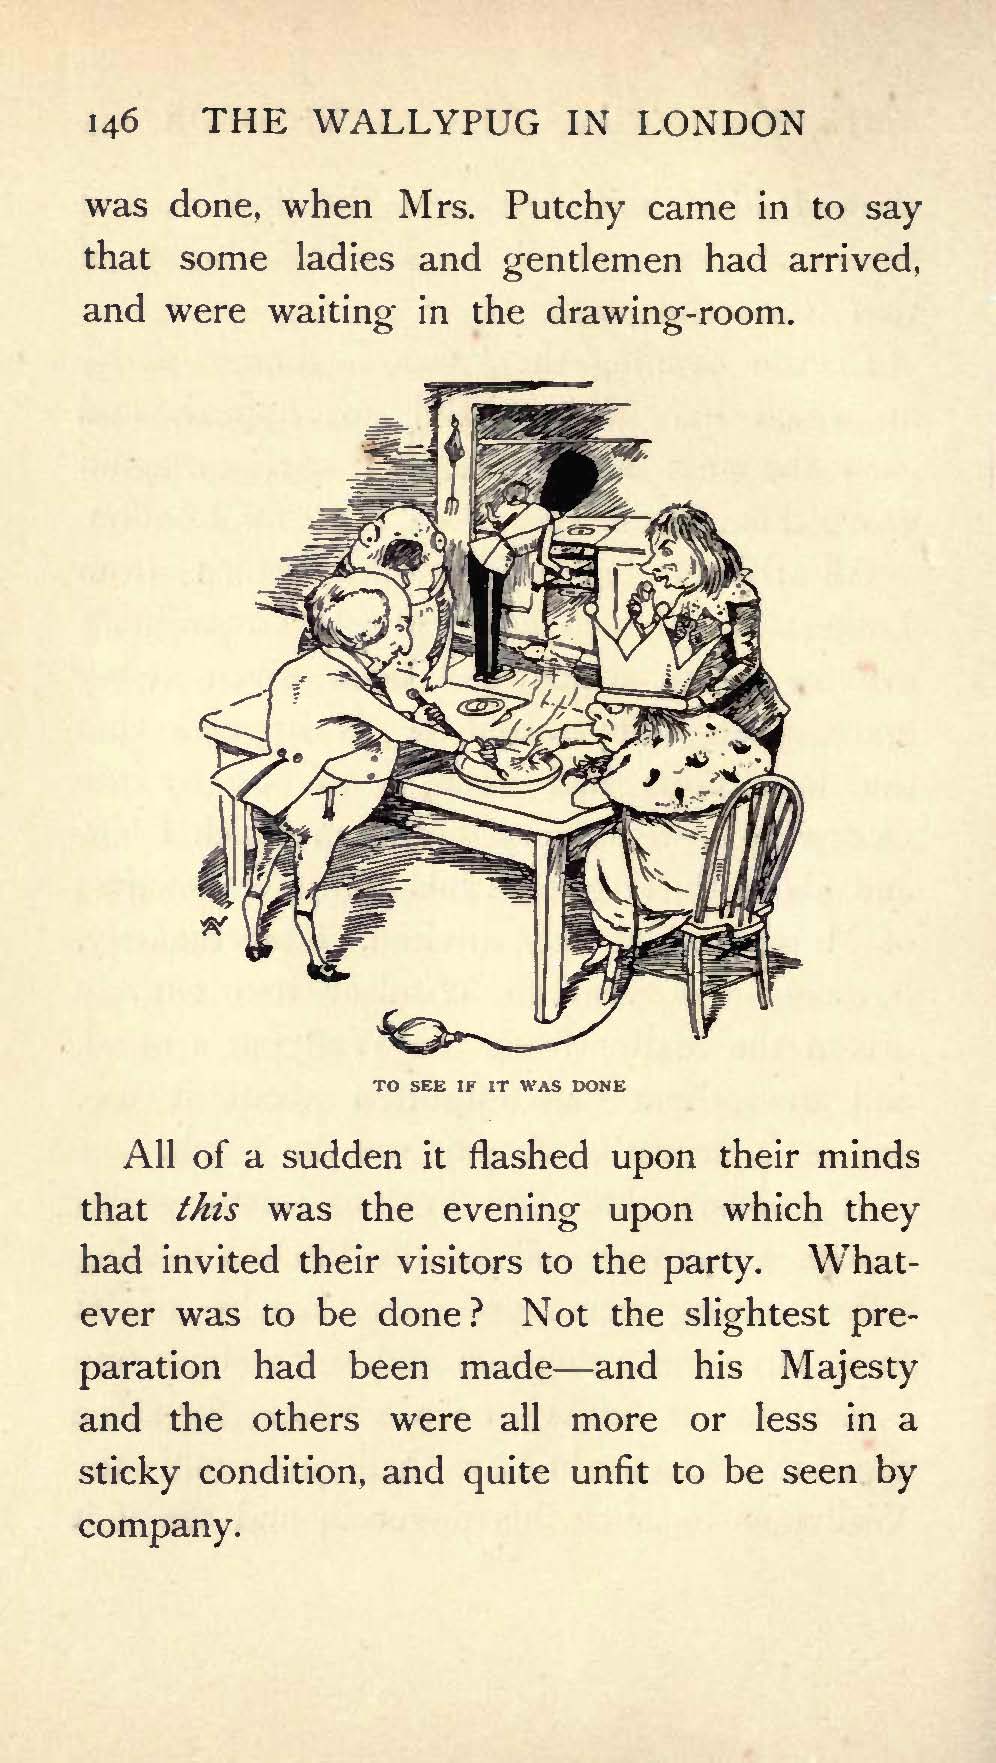 146 THE WALLYPUG IN LONDON
was done, when Mrs. Putchy came in to say
that some ladies and gentlemen had arrived,
and were waiting in the drawing-room.
TO SEE IF IT WAS DONE
All of a sudden it flashed upon their minds
that this was the evening upon which they
had invited their visitors to the party. What-
ever was to be done? Not the slightest pre-
paration had been made—and his Majesty
and the others were all more or less in a
sticky condition, and quite unfit to be seen by
company.